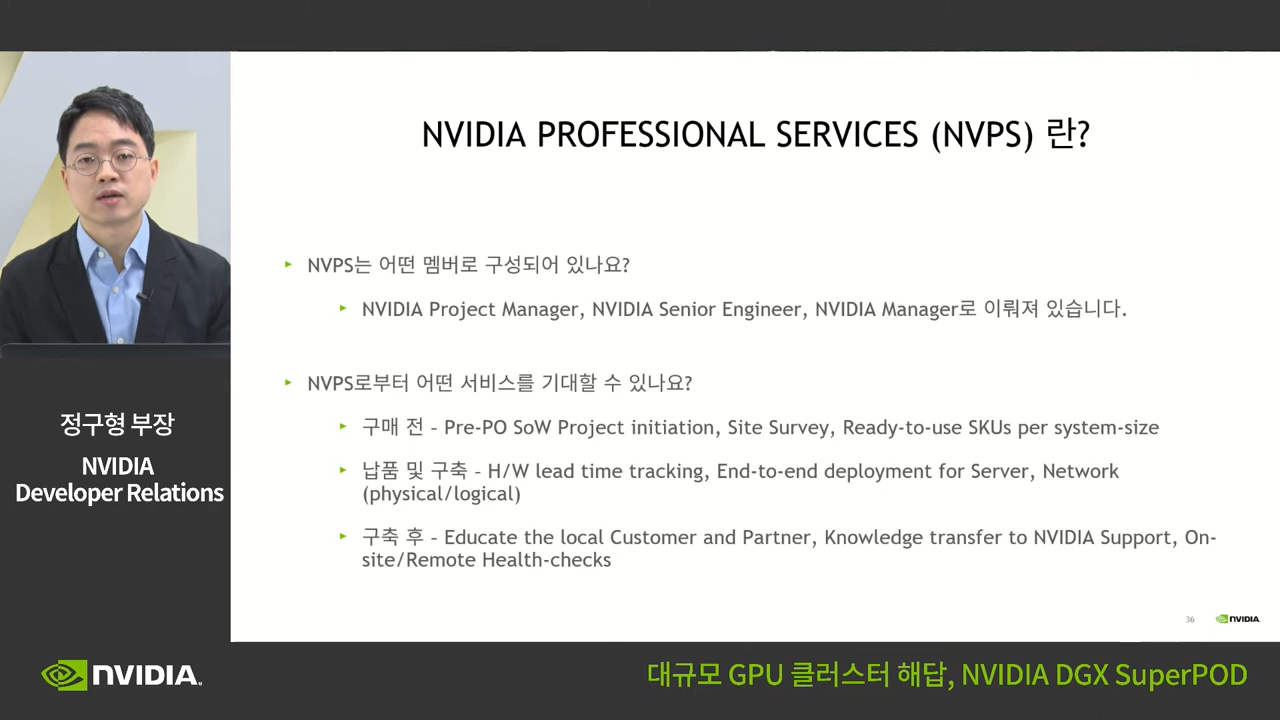 NVIDIA PROFESSIONAL SERVICES (NVPS) 란?
NVPS는 어떤 멤버로 구성되어 있나요?
NVIDIA Project Manager, NVIDIA Senior Engineer, NVIDIA Manager로 이뤄져 있습니다.
NVPS로부터 어떤 서비스를 기대할 수 있나요?
구매 전 - Pre-PO SoW Project initiation, Site Survey, Ready-to-use SKUs per system-size
납품 및 구축 - H/W lead time tracking, End-to-end deployment for Server, Network
(physical/logical)
구축 후 - Educate the local Customer and Partner, Knowledge transfer to NVIDIA Support, On-
site/Remote Health-checks
36
NVIDIA.
정구형 부장
NVIDIA
Developer Relations
NVIDIA.
대규모 GPU 클러스터 해답, NVIDIA DGX SuperPOD